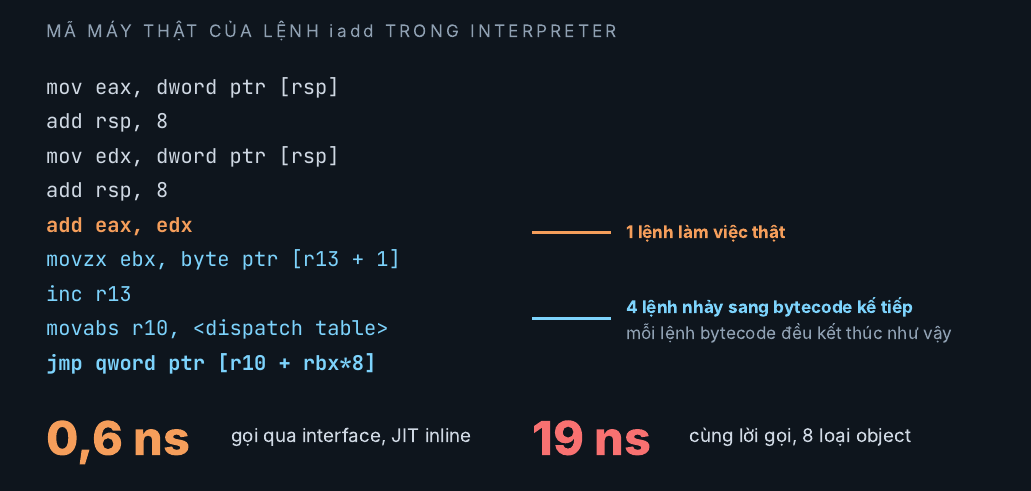 MÃ MÁY THẬT CỦA LỆNH iadd TRONG INTERPRETER
mov eax, dword ptr [rsp]
add rsp, 8
mov edx, dword ptr [rsp]
add rsp, 8
add eax, edx
1 lệnh làm việc thật
movzx ebx, byte ptr [r13 + 1]
inc r13
4 lệnh nhảy sang bytecode kế tiếp
movabs r10, <dispatch table>
mỗi lệnh bytecode đều kết thúc như vậy
jmp qword ptr [r10 + rbx*8]
0,6 ns gọi qua interface, JIT inline 19 ns cùng lời gọi, 8 loại object